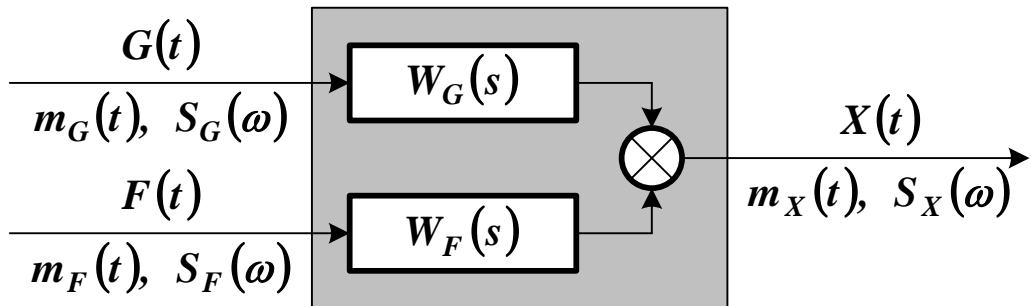 G(t)
m_G(t), S_G(ω)
W_G(s)
F(t)
m_F(t), S_F(ω)
W_F(s)
X(t)
m_X(t), S_X(ω)